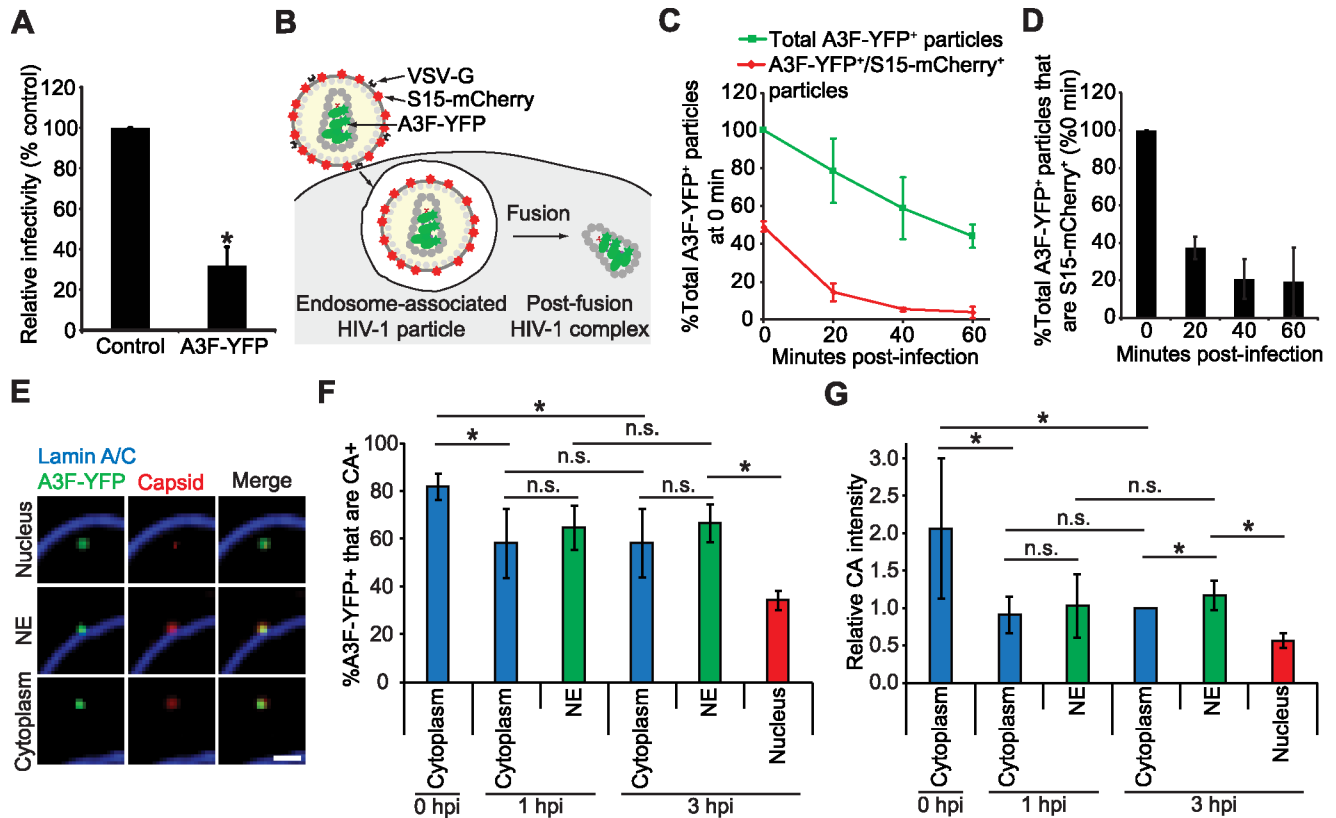 A
Relative infectivity (% control)
120
100
80
60
40
20
0
*
Control
A3F-YFP
B
VSV-G
S15-mCherry
A3F-YFP
Fusion
Endosome-associated
HIV-1 particle
Post-fusion
HIV-1 complex
C
Total A3F-YFP⁺ particles
A3F-YFP⁺/S15-mCherry⁺
particles
%Total A3F-YFP⁺ particles
at 0 min
120
100
80
60
40
20
0
0 20 40 60
Minutes post-infection
D
%Total A3F-YFP⁺ particles that
are S15-mCherry⁺ (%0 min)
120
100
80
60
40
20
0
0 20 40 60
Minutes post-infection
E
Lamin A/C
A3F-YFP Capsid Merge
Nucleus
NE
Cytoplasm
F
%A3F-YFP+ that are CA+
100
80
60
40
20
0
*
*
n.s.
n.s.
n.s.
n.s.
*
Cytoplasm
Cytoplasm
NE
Cytoplasm
NE
Nucleus
0 hpi
1 hpi
3 hpi
G
Relative CA intensity
3.0
2.5
2.0
1.5
1.0
0.5
0.0
*
*
n.s.
n.s.
n.s.
*
*
Cytoplasm
Cytoplasm
NE
Cytoplasm
NE
Nucleus
0 hpi
1 hpi
3 hpi